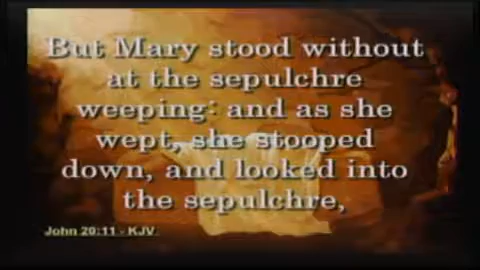 But Mary stood without
at the sepulchre
weeping: and as she
wept, she stooped
down, and looked into
the sepulchre,
John 20:11 - KJV